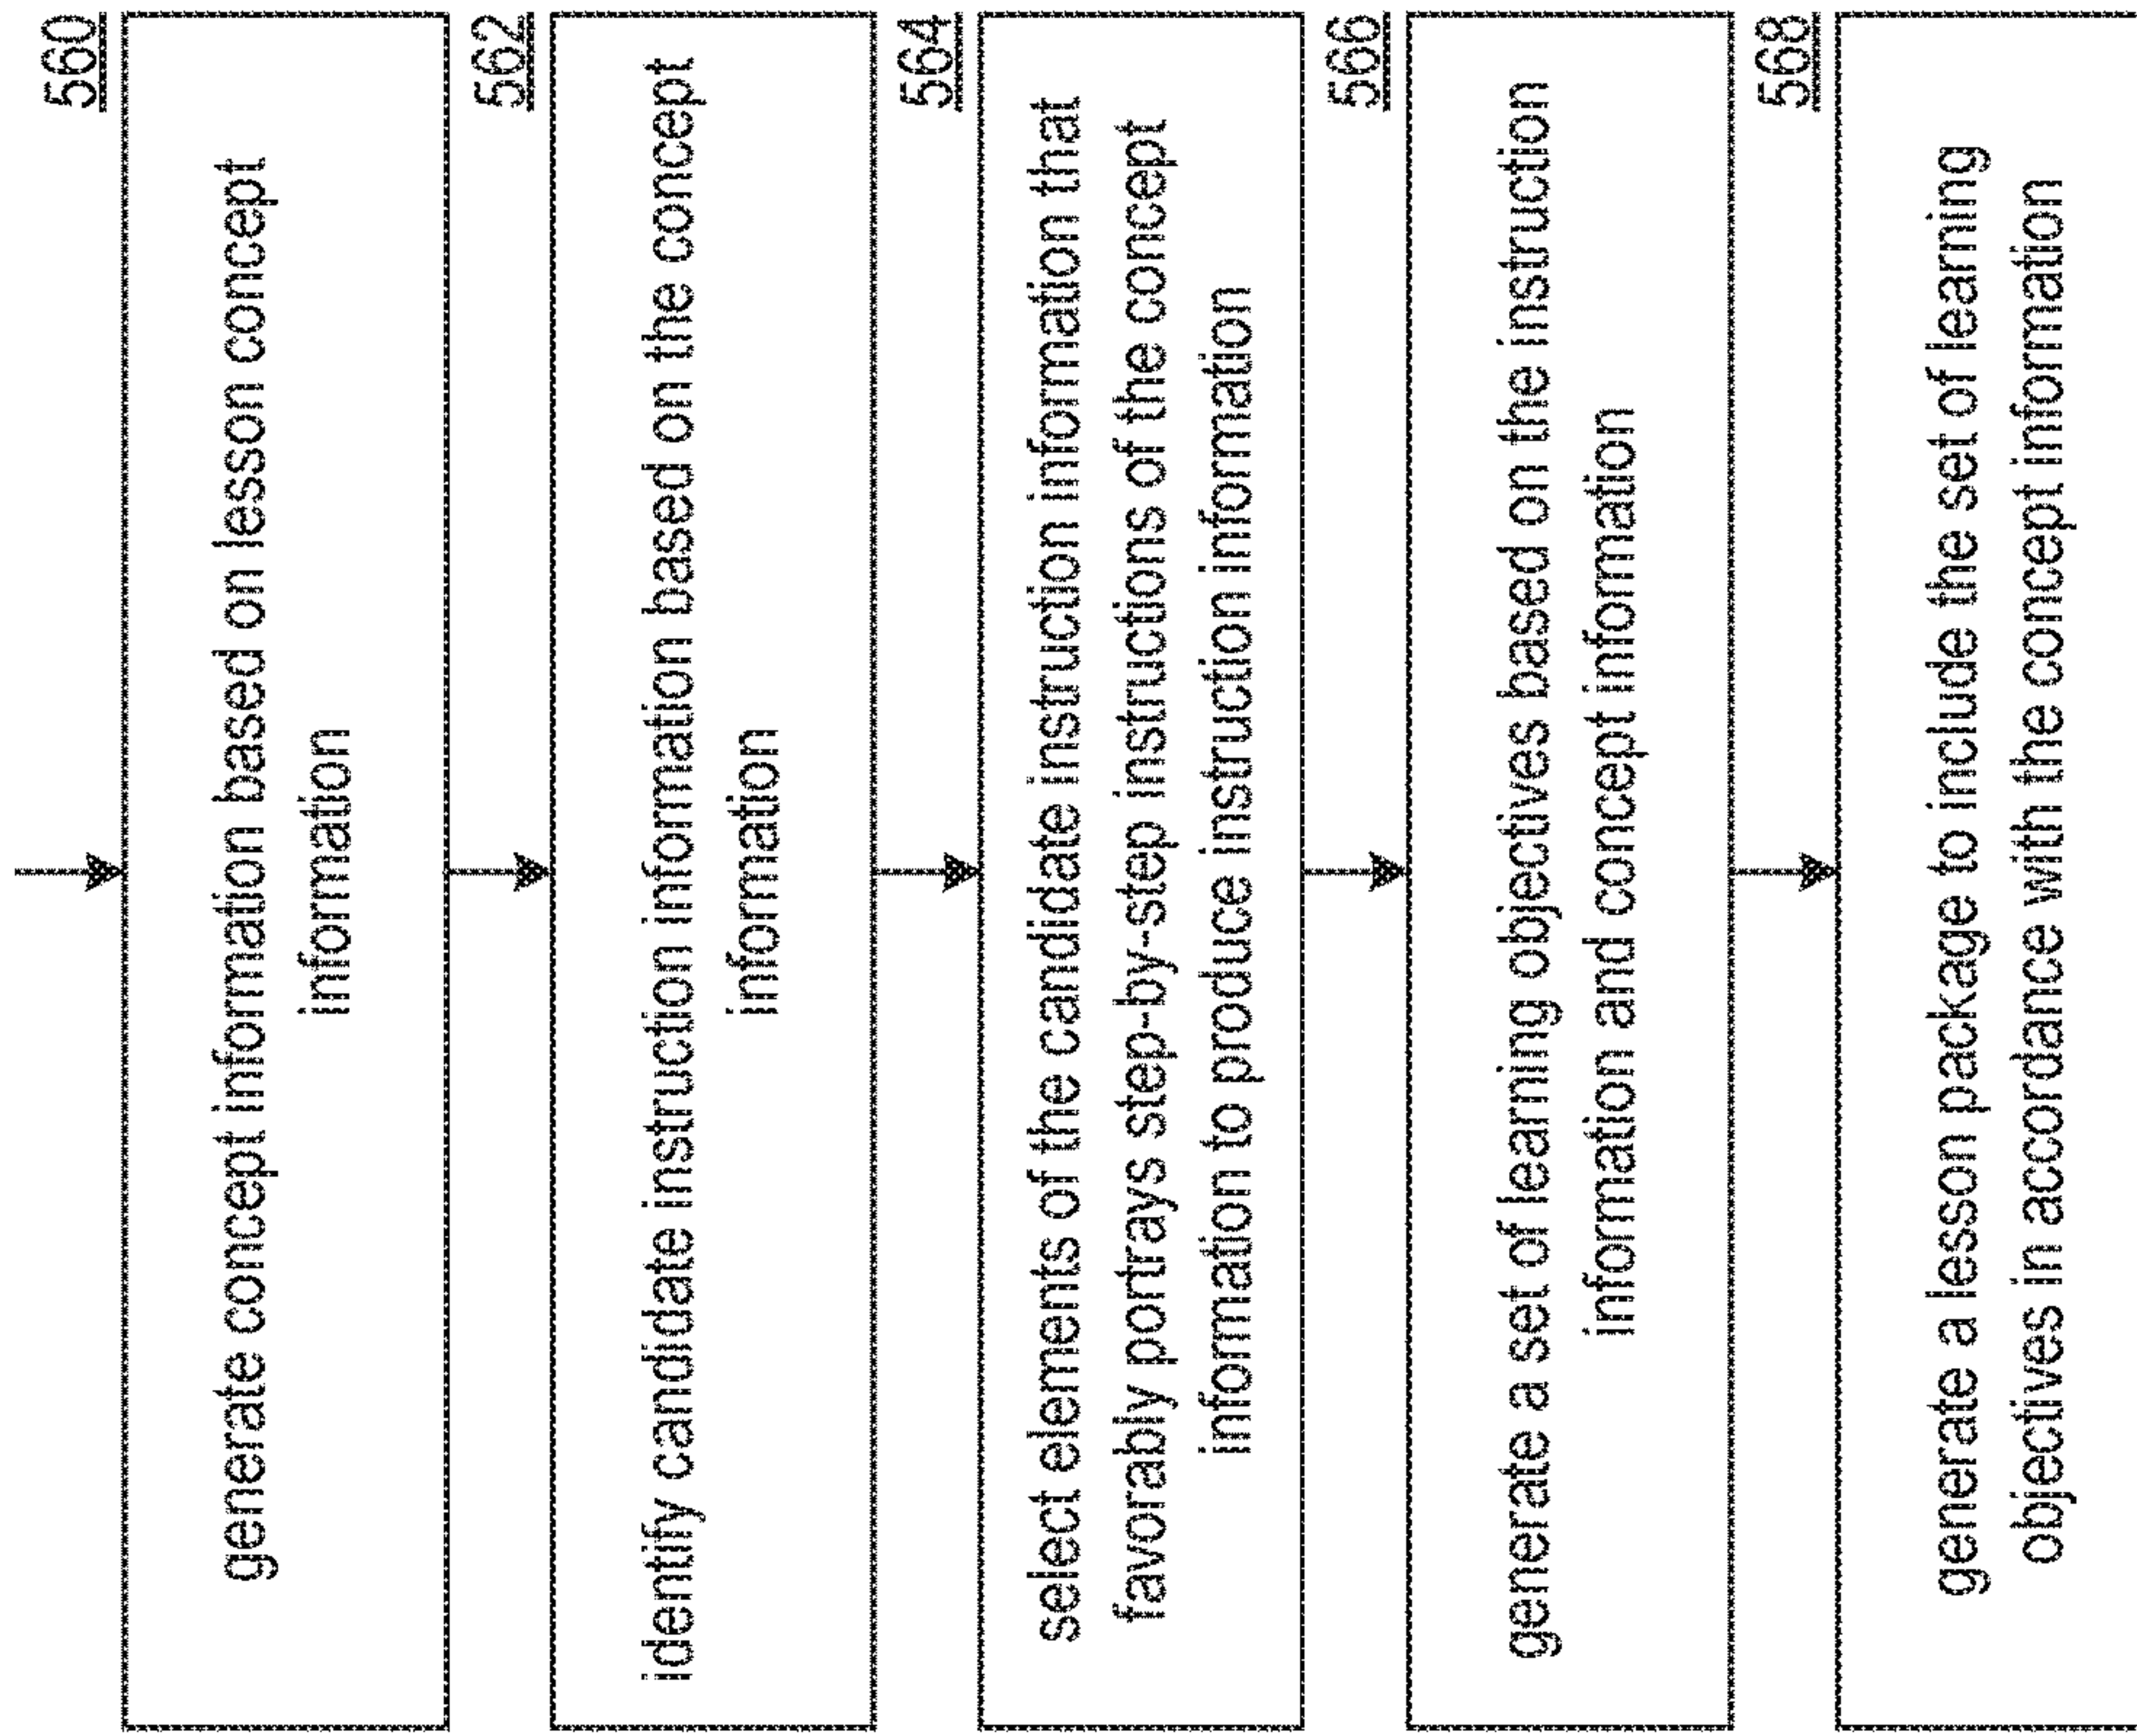 560
generate concept information based on lesson concept
information
562
identify candidate instruction information based on the concept
information
564
select elements of the candidate instruction information that
favorably portrays step-by-step instructions of the concept
information to produce instruction information
566
generate a set of learning objectives based on the instruction
information and concept information
568
generate a lesson package to include the set of learning
objectives in accordance with the concept information